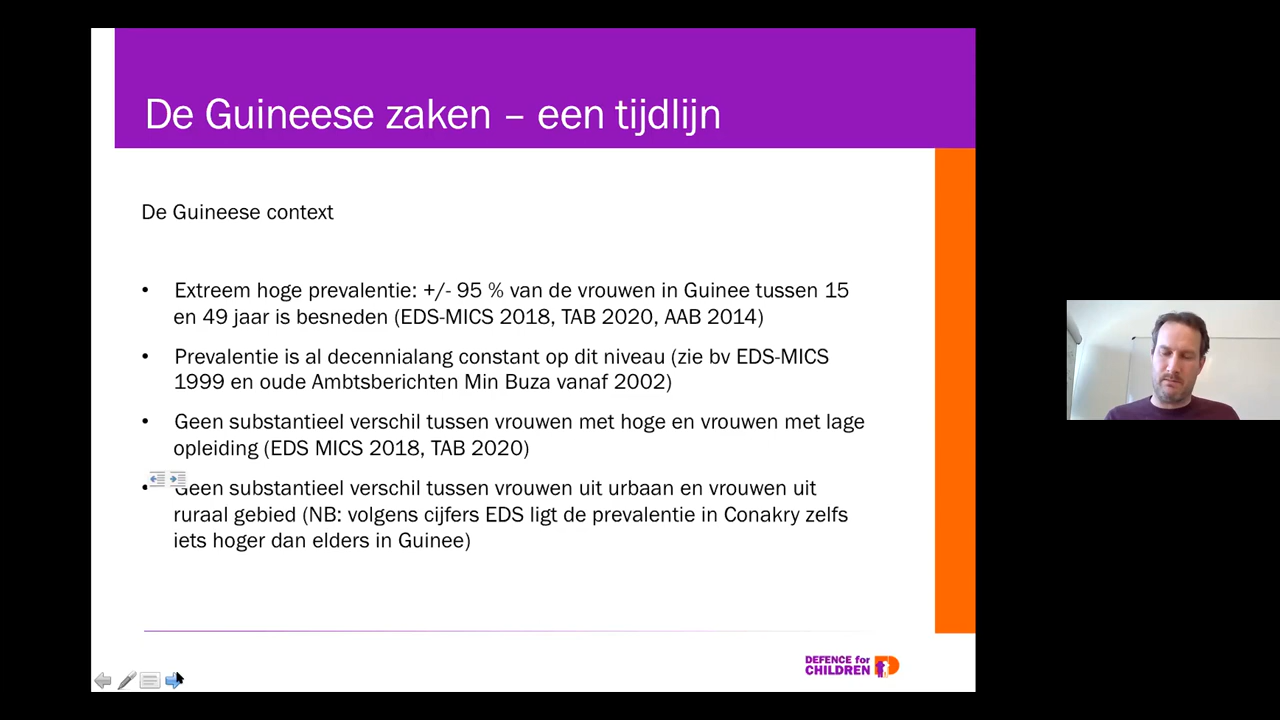 De Guineese zaken – een tijdlijn
De Guineese context
• Extreem hoge prevalentie: +/- 95 % van de vrouwen in Guinee tussen 15
en 49 jaar is besneden (EDS-MICS 2018, TAB 2020, AAB 2014)
• Prevalentie is al decennialang constant op dit niveau (zie bv EDS-MICS
1999 en oude Ambtsberichten Min Buza vanaf 2002)
• Geen substantieel verschil tussen vrouwen met hoge en vrouwen met lage
opleiding (EDS MICS 2018, TAB 2020)
• Geen substantieel verschil tussen vrouwen uit urbaan en vrouwen uit
ruraal gebied (NB: volgens cijfers EDS ligt de prevalentie in Conakry zelfs
iets hoger dan elders in Guinee)
DEFENCE for
CHILDREN